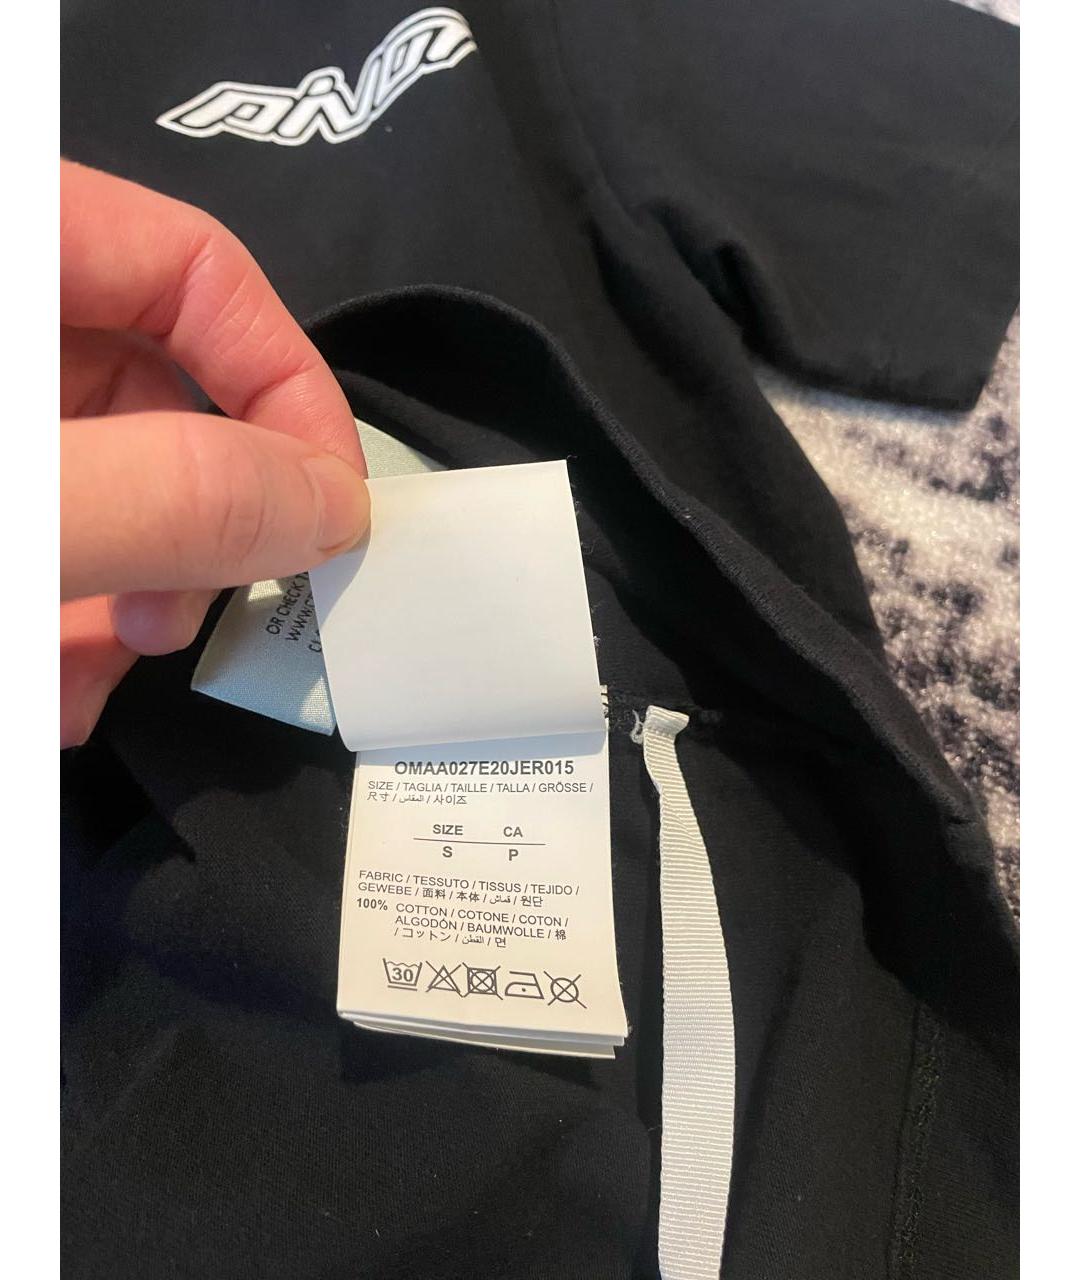 PIVOT
OR CHECK
WWW.
OMAA027E20JER015
SIZE / TAGLIA / TAILLE / TALLA / GRÖSSE /
尺寸 / المقاس / 사이즈
SIZE CA
S P
FABRIC / TESSUTO / TISSUS / TEJIDO /
GEWEBE / 面料 / 本体 / قماش / 원단
100% COTTON / COTONE / COTON /
ALGODÓN / BAUMWOLLE / 棉
/ コットン / القطن / 면
30